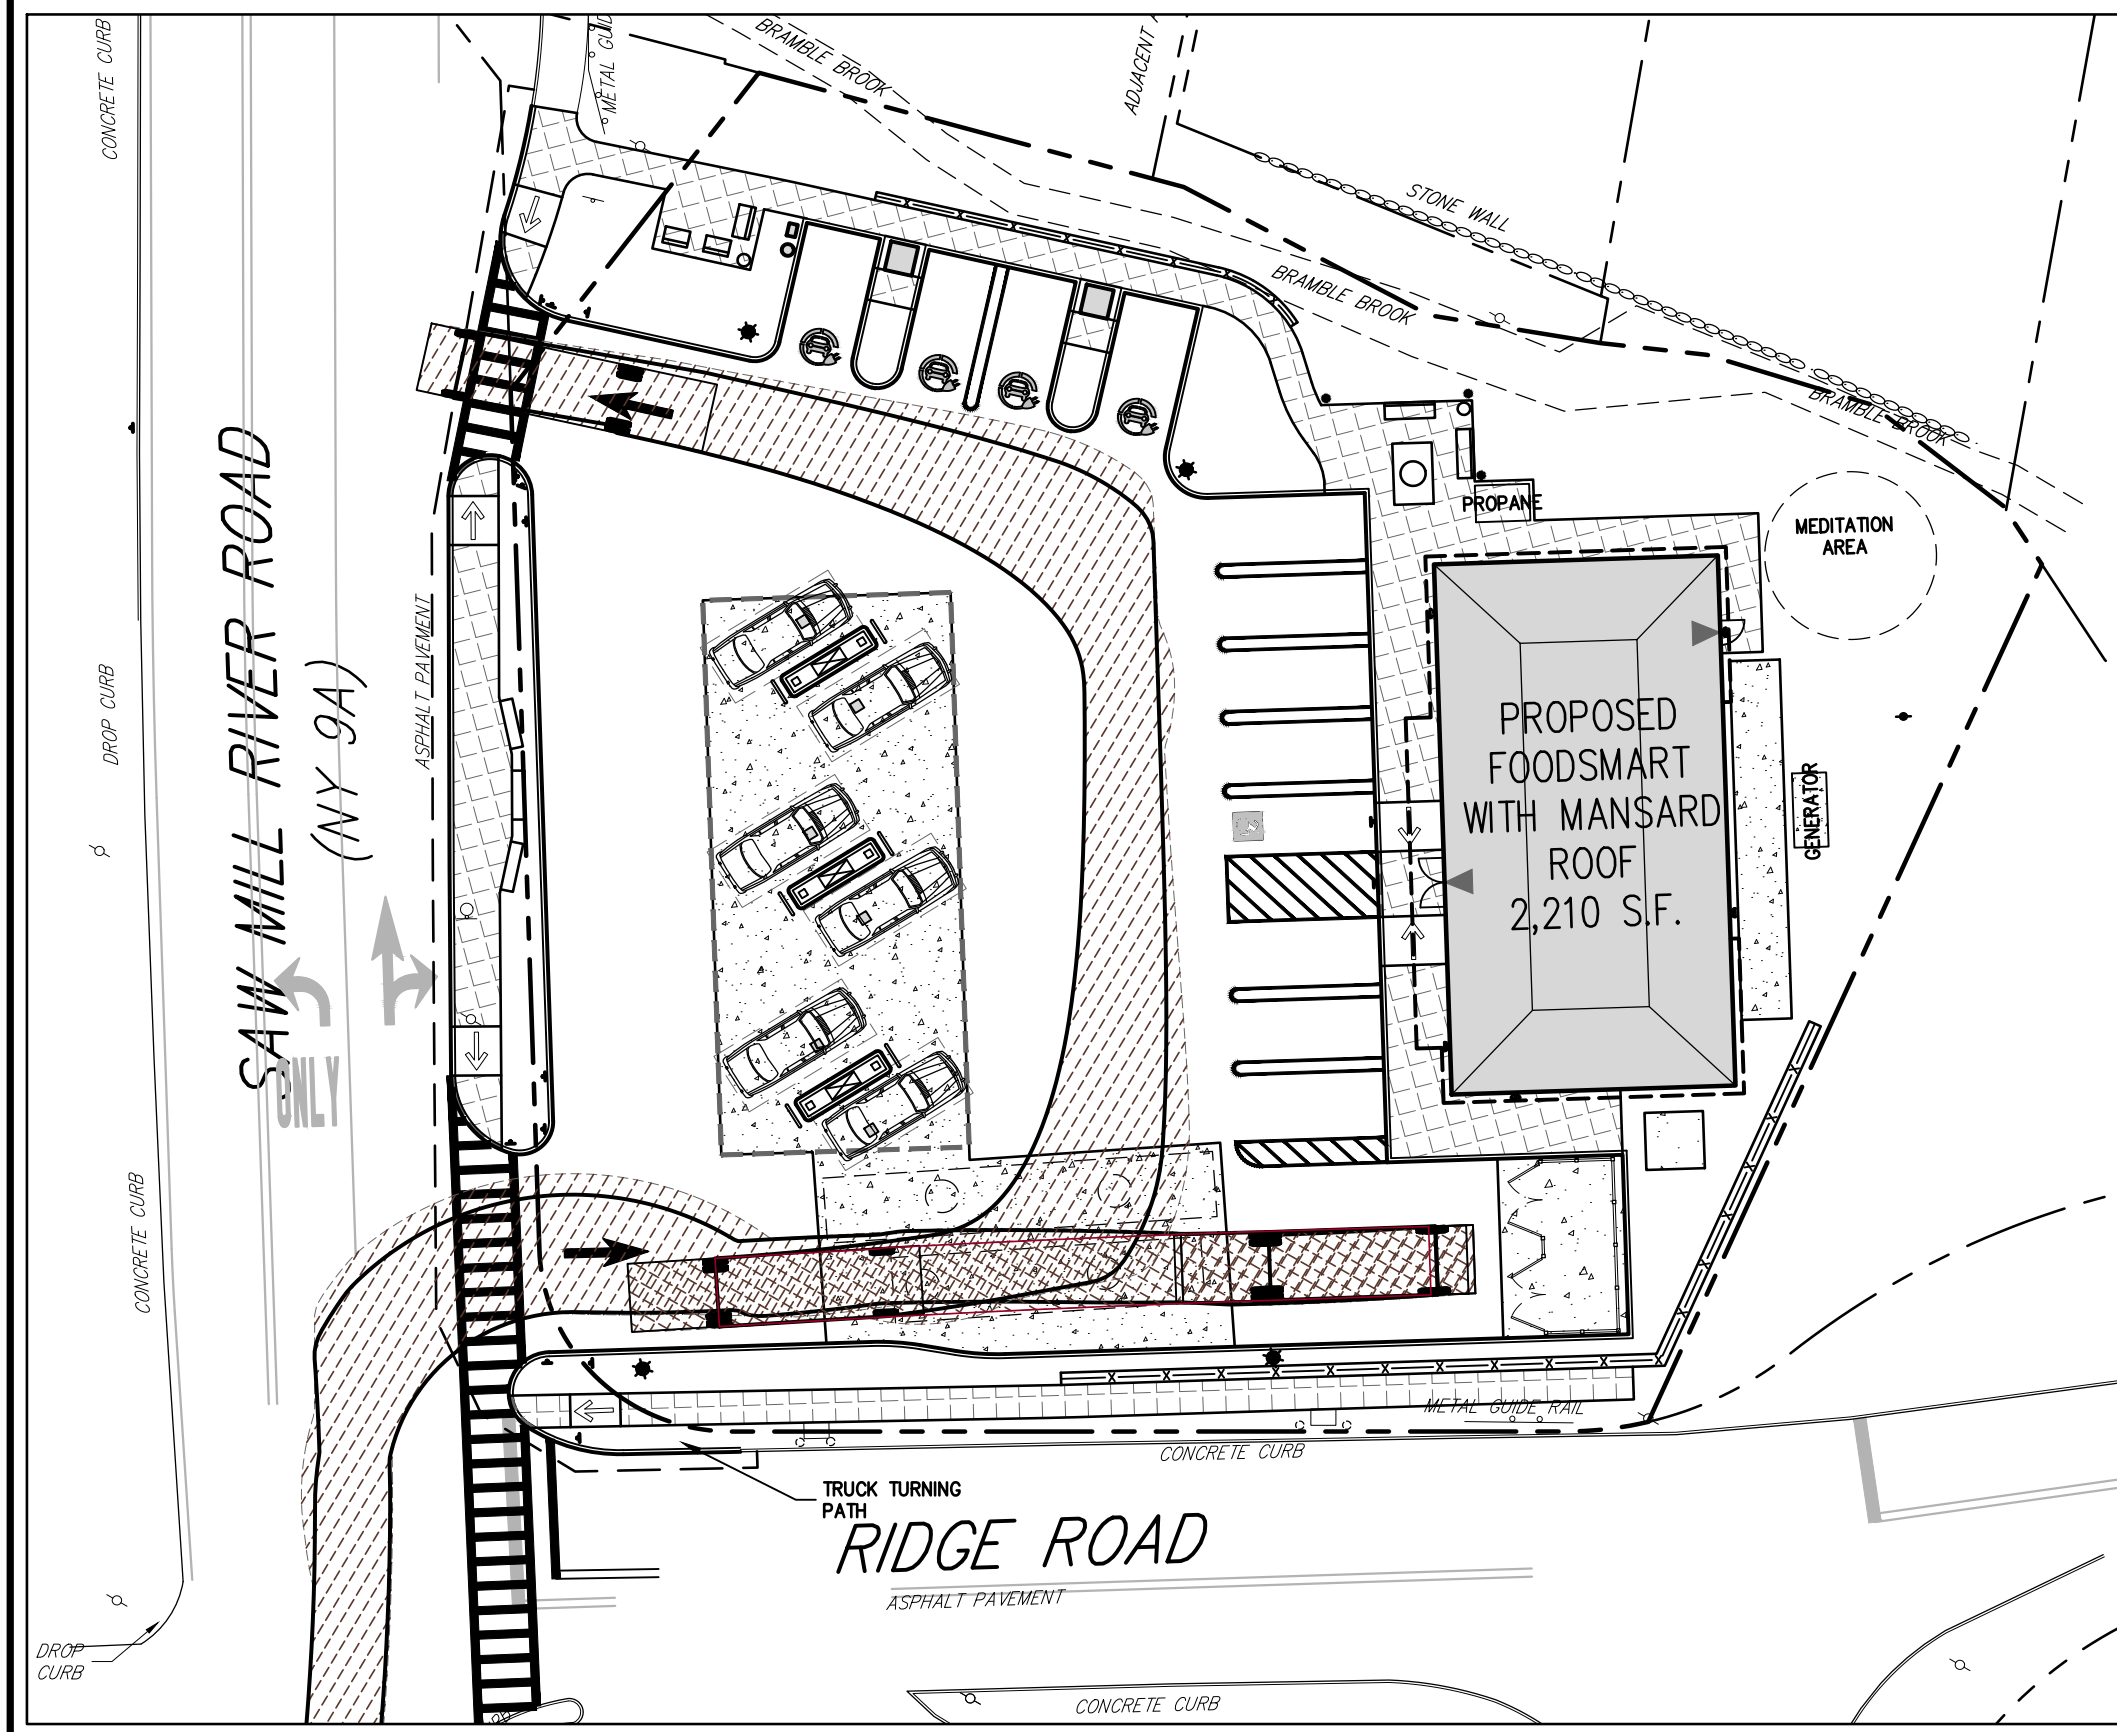 CONCRETE CURB
METAL GUID
BRAMBLE BROOK
ADJACENT
STONE WALL
BRAMBLE BROOK
BRAMBLE BROOK
PROPANE
MEDITATION
AREA
SAW MILL RIVER ROAD
(NY 9A)
ASPHALT PAVEMENT
DROP CURB
PROPOSED
FOODSMART
WITH MANSARD
ROOF
2,210 S.F.
GENERATOR
ONLY
CONCRETE CURB
METAL GUIDE RAIL
CONCRETE CURB
TRUCK TURNING
PATH
RIDGE ROAD
ASPHALT PAVEMENT
DROP
CURB
CONCRETE CURB